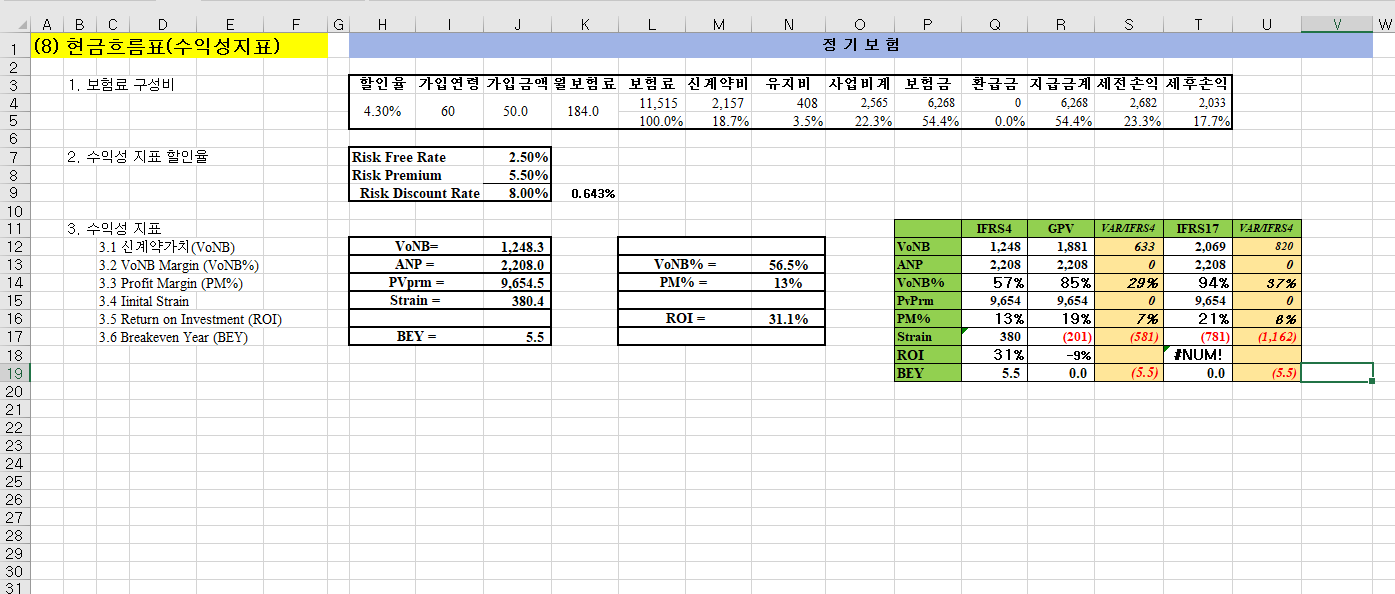 A B C D E F G H I J K L M N O P Q R S T U V W
1 (8) 현금흐름표(수익성지표) 정 기 보 험
2
3 1. 보험료 구성비 할인율 가입연령 가입금액 월보험료 보험료 신계약비 유지비 사업비계 보험금 환급금 지급금계 세전손익 세후손익
4 4.30% 60 50.0 184.0 11,515 2,157 408 2,565 6,268 0 6,268 2,682 2,033
5 100.0% 18.7% 3.5% 22.3% 54.4% 0.0% 54.4% 23.3% 17.7%
6
7 2. 수익성 지표 할인율 Risk Free Rate 2.50%
8 Risk Premium 5.50%
9 Risk Discount Rate 8.00% 0.643%
10
11 3. 수익성 지표 IFRS4 GPV VAR/IFRS4 IFRS17 VAR/IFRS4
12 3.1 신계약가치(VoNB) VoNB= 1,248.3 VoNB 1,248 1,881 633 2,069 820
13 3.2 VoNB Margin (VoNB%) ANP = 2,208.0 VoNB% = 56.5% ANP 2,208 2,208 0 2,208 0
14 3.3 Profit Margin (PM%) PVprm = 9,654.5 PM% = 13% VoNB% 57% 85% 29% 94% 37%
15 3.4 Iinital Strain Strain = 380.4 PvPrm 9,654 9,654 0 9,654 0
16 3.5 Return on Investment (ROI) ROI = 31.1% PM% 13% 19% 7% 21% 8%
17 3.6 Breakeven Year (BEY) BEY = 5.5 Strain 380 (201) (581) (781) (1,162)
18 ROI 31% -9% #NUM!
19 BEY 5.5 0.0 (5.5) 0.0 (5.5)
20
21
22
23
24
25
26
27
28
29
30
31